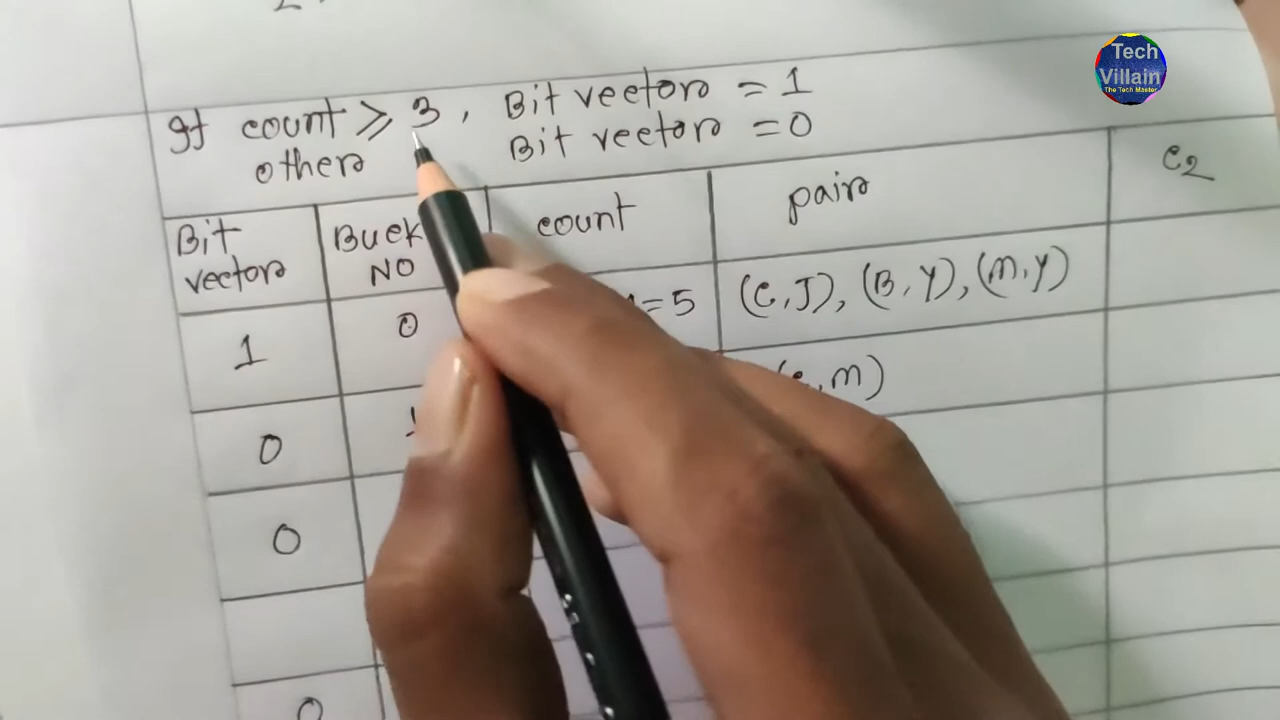 Tech
Villain
The Tech Master
If count ≥ 3, Bit vector = 1
other Bit vector = 0
Bit vector
NO
count
pair
C2
1
0
=5
(C,J), (B,Y), (M,Y)
0
,M)
0
0